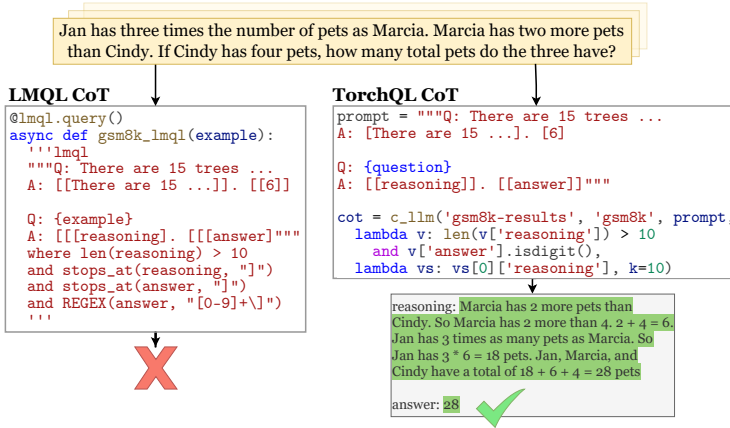 Jan has three times the number of pets as Marcia. Marcia has two more pets
than Cindy. If Cindy has four pets, how many total pets do the three have?
LMQL CoT
@lmql.query()
async def gsm8k_lmql(example):
'''lmql
"""Q: There are 15 trees ...
A: [[There are 15 ...]]. [[6]]
Q: {example}
A: [[[reasoning]. [[[answer]"""
where len(reasoning) > 10
and stops_at(reasoning, "]")
and stops_at(answer, "]")
and REGEX(answer, "[0-9]+\]")
'''
TorchQL CoT
prompt = """Q: There are 15 trees ...
A: [There are 15 ...]. [6]
Q: {question}
A: [[reasoning]]. [[answer]]"""
cot = c_llm('gsm8k-results', 'gsm8k', prompt,
lambda v: len(v['reasoning']) > 10
and v['answer'].isdigit(),
lambda vs: vs[0]['reasoning'], k=10)
reasoning: Marcia has 2 more pets than
Cindy. So Marcia has 2 more than 4. 2 + 4 = 6.
Jan has 3 times as many pets as Marcia. So
Jan has 3 * 6 = 18 pets. Jan, Marcia, and
Cindy have a total of 18 + 6 + 4 = 28 pets
answer: 28